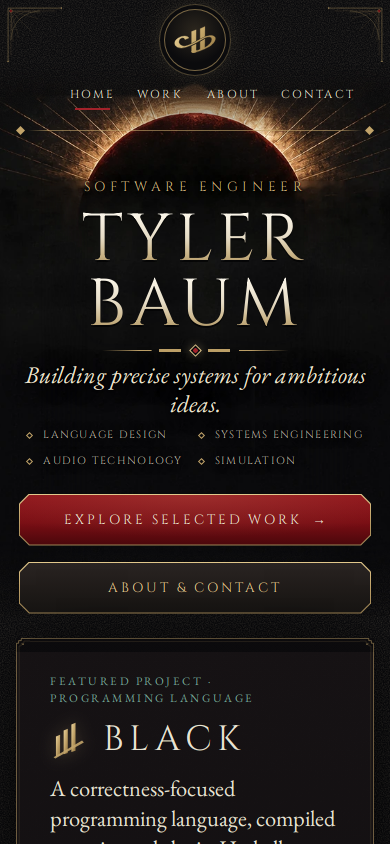 HOME WORK ABOUT CONTACT
SOFTWARE ENGINEER
TYLER
BAUM
Building precise systems for ambitious
ideas.
LANGUAGE DESIGN SYSTEMS ENGINEERING
AUDIO TECHNOLOGY SIMULATION
EXPLORE SELECTED WORK →
ABOUT & CONTACT
FEATURED PROJECT ·
PROGRAMMING LANGUAGE
BLACK
A correctness-focused
programming language, compiled